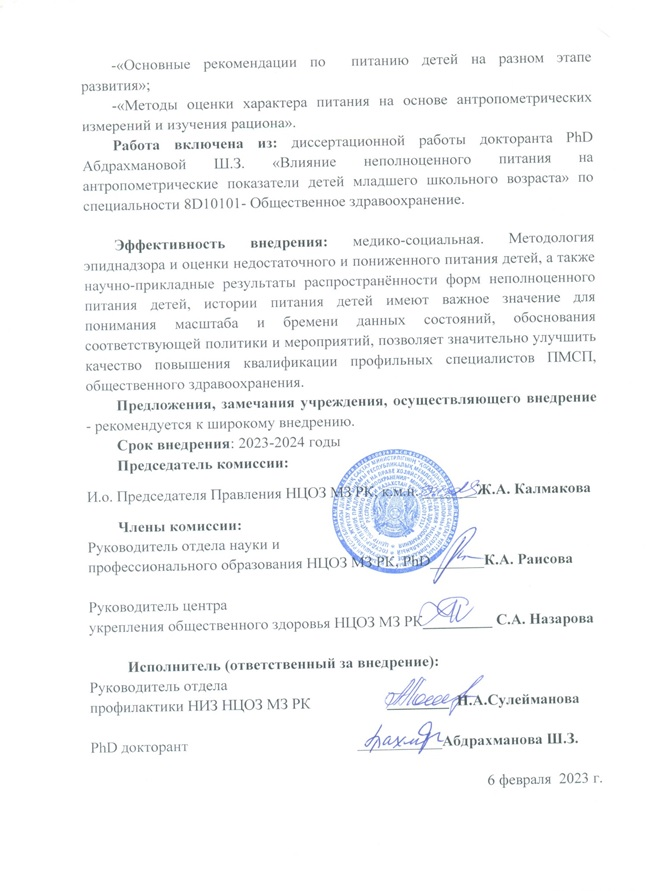 -«Основные рекомендации по питанию детей на разном этапе
развития»;
-«Методы оценки характера питания на основе антропометрических
измерений и изучения рациона».
Работа включена из: диссертационной работы докторанта PhD
Абдрахмановой Ш.З. «Влияние неполноценного питания на
антропометрические показатели детей младшего школьного возраста» по
специальности 8D10101- Общественное здравоохранение.
Эффективность внедрения: медико-социальная. Методология
эпиднадзора и оценки недостаточного и пониженного питания детей, а также
научно-прикладные результаты распространённости форм неполноценного
питания детей, истории питания детей имеют важное значение для
понимания масштаба и бремени данных состояний, обоснования
соответствующей политики и мероприятий, позволяет значительно улучшить
качество повышения квалификации профильных специалистов ПМСП,
общественного здравоохранения.
Предложения, замечания учреждения, осуществляющего внедрение
- рекомендуется к широкому внедрению.
Срок внедрения: 2023-2024 годы
Председатель комиссии:
И.о. Председателя Правления НЦОЗ МЗ РК, к.м.н. Ж.А. Калмакова
Члены комиссии:
Руководитель отдела науки и
профессионального образования НЦОЗ МЗ РК, PhD К.А. Раисова
Руководитель центра
укрепления общественного здоровья НЦОЗ МЗ РК С.А. Назарова
Исполнитель (ответственный за внедрение):
Руководитель отдела
профилактики НИЗ НЦОЗ МЗ РК Н.А.Сулейманова
PhD докторант Абдрахманова Ш.З.
6 февраля 2023 г.